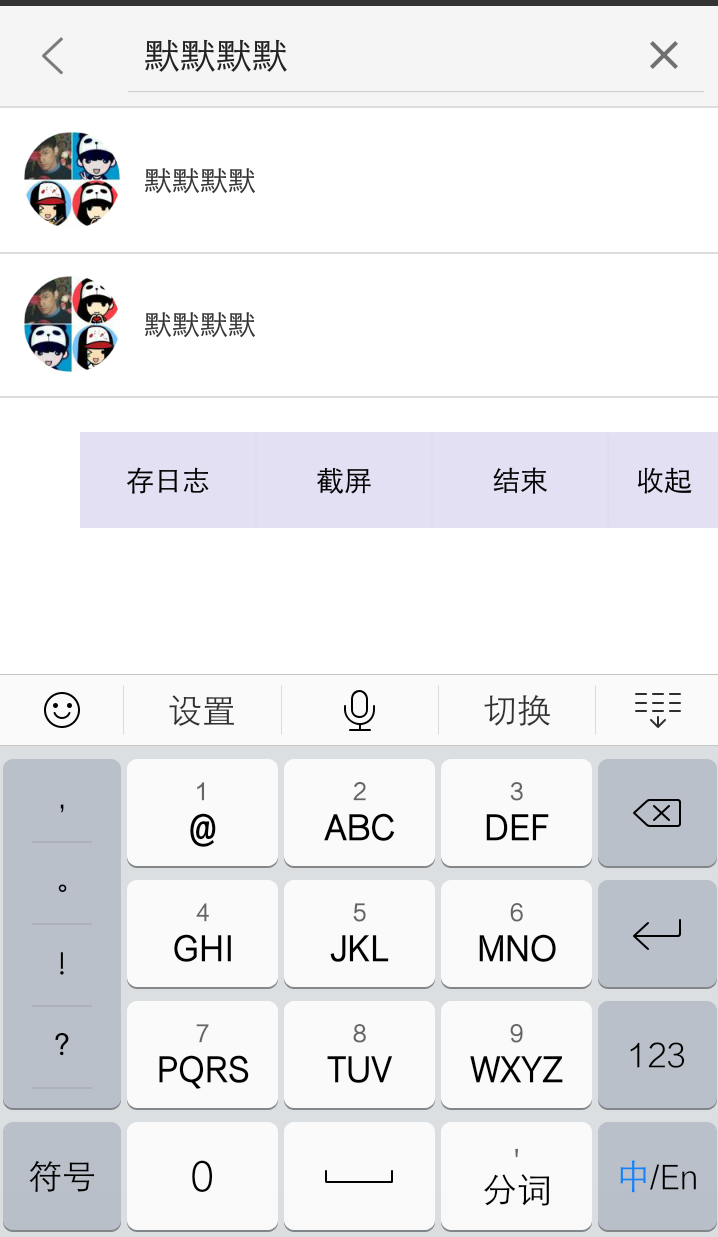 默默默默
默默默默
默默默默
存日志 截屏 结束 收起
设置 切换
, 1 2 3
@ ABC DEF
。 4 5 6
GHI JKL MNO
!
? 7 8 9
PQRS TUV WXYZ 123
符号 0 ' 分词 中/En